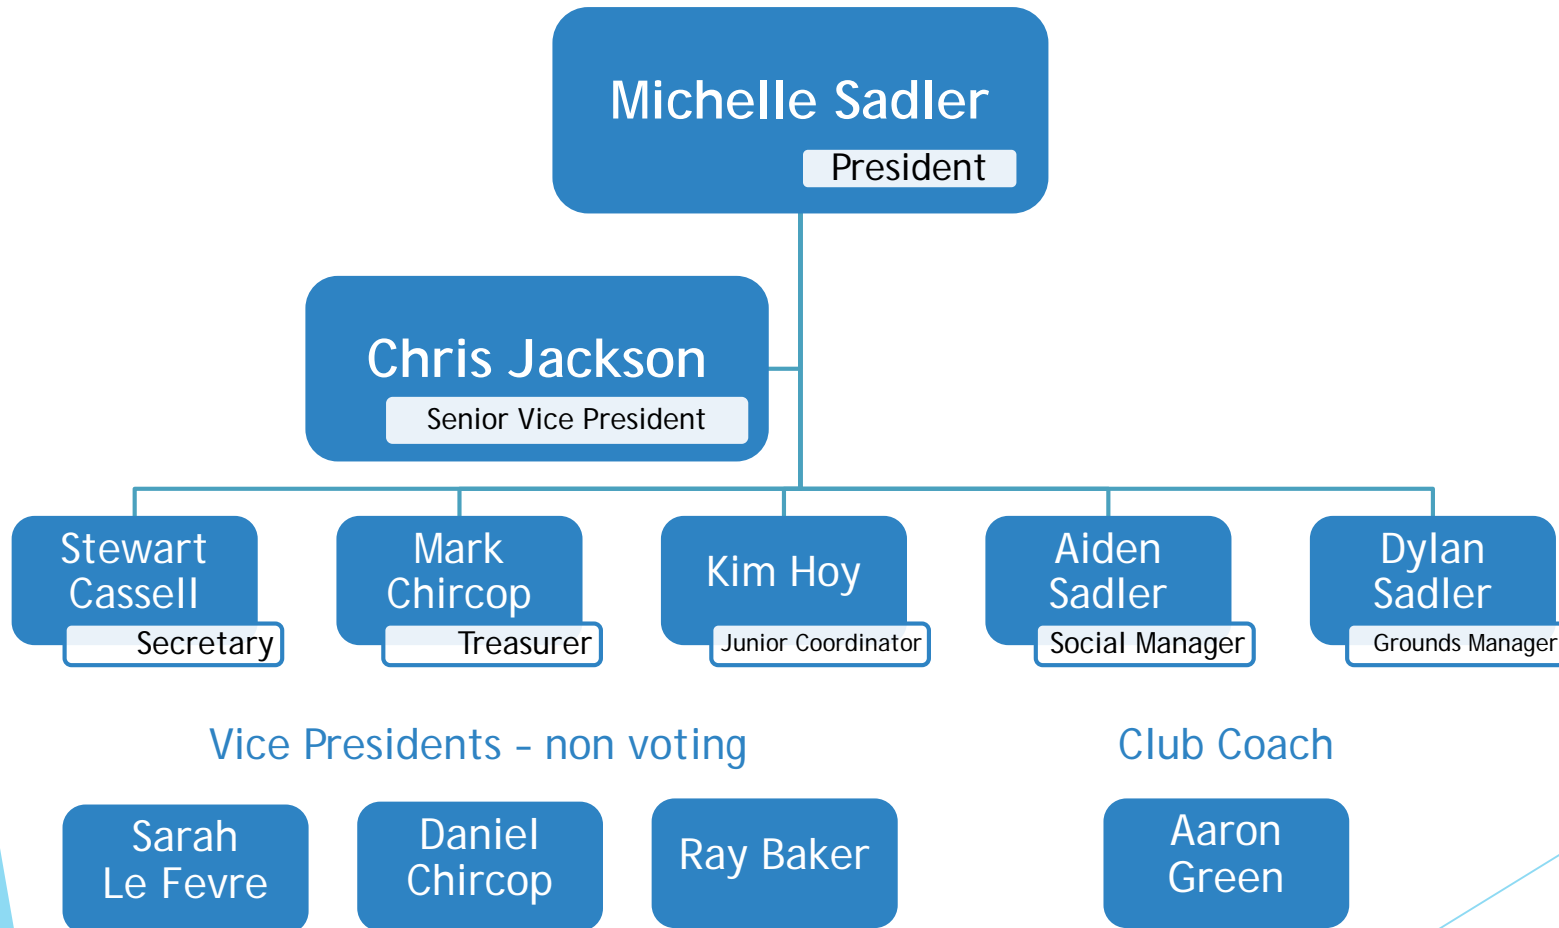 Michelle Sadler
President
Chris Jackson
Senior Vice President
Stewart
Cassell
Secretary
Mark
Chircop
Treasurer
Kim Hoy
Junior Coordinator
Aiden
Sadler
Social Manager
Dylan
Sadler
Grounds Manager
Vice Presidents - non voting
Club Coach
Sarah
Le Fevre
Daniel
Chircop
Ray Baker
Aaron
Green